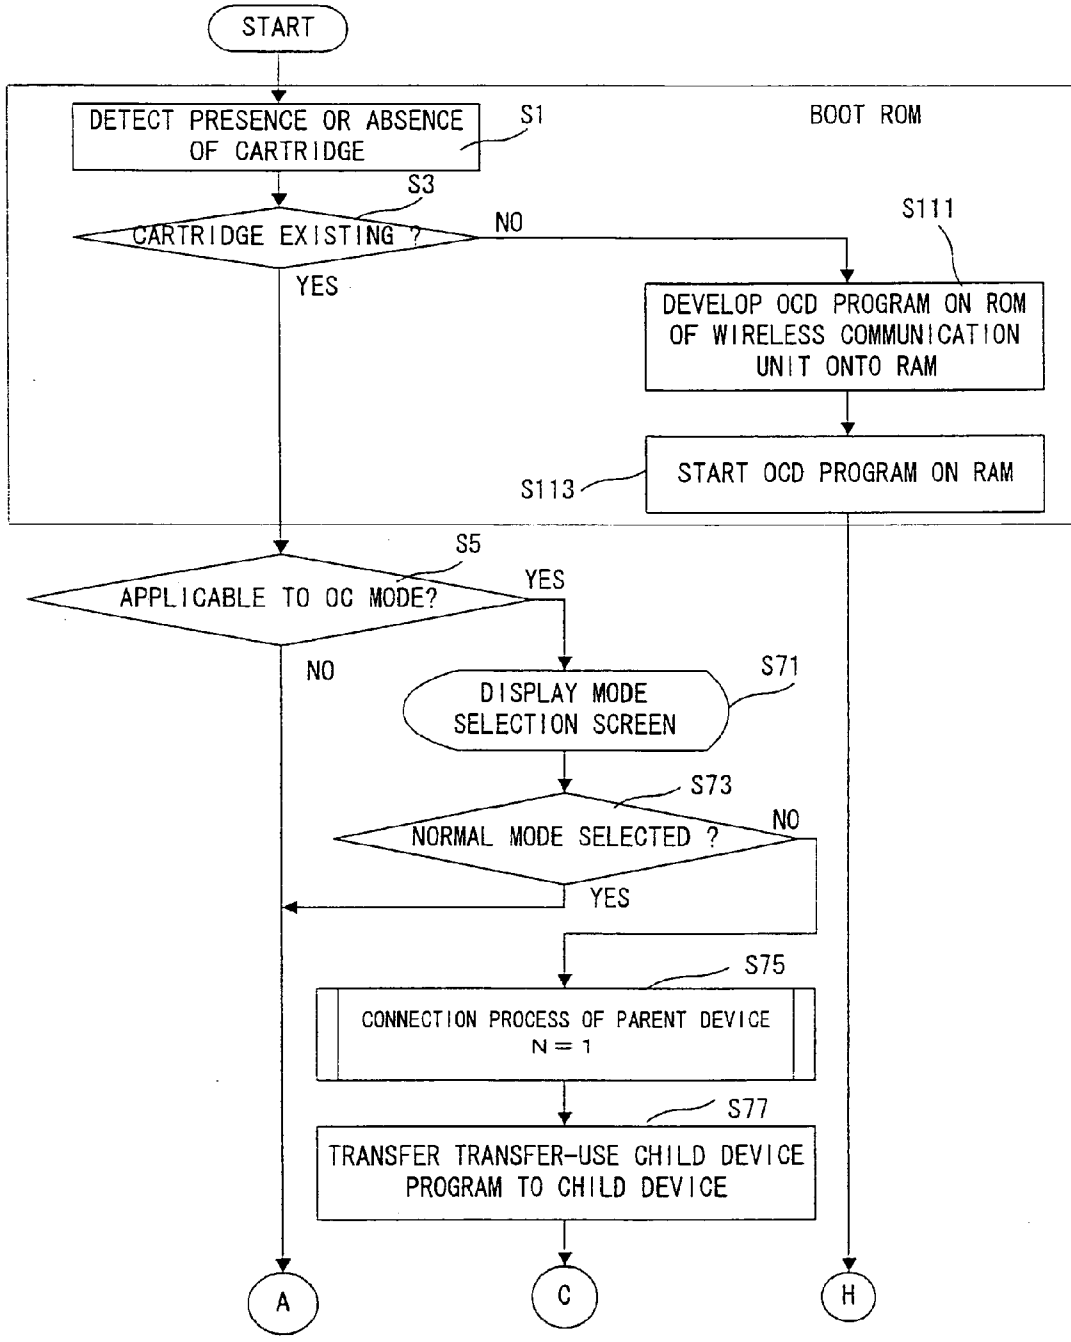 START
BOOT ROM
DETECT PRESENCE OR ABSENCE
OF CARTRIDGE
S1
S3
CARTRIDGE EXISTING ?
NO
YES
S111
DEVELOP OCD PROGRAM ON ROM
OF WIRELESS COMMUNICATION
UNIT ONTO RAM
S113
START OCD PROGRAM ON RAM
S5
APPLICABLE TO OC MODE?
YES
NO
S71
DISPLAY MODE
SELECTION SCREEN
S73
NORMAL MODE SELECTED ?
NO
YES
S75
CONNECTION PROCESS OF PARENT DEVICE
N = 1
S77
TRANSFER TRANSFER-USE CHILD DEVICE
PROGRAM TO CHILD DEVICE
A
C
H